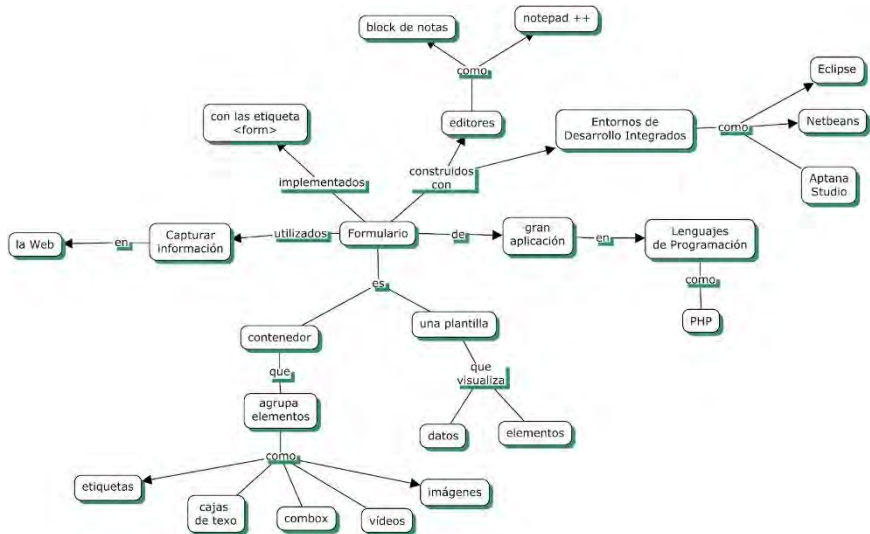 block de notas
notepad ++
como
Eclipse
con las etiqueta
<form>
editores
Entornos de
Desarrollo Integrados
como
Netbeans
Aptana
Studio
implementados
construidos
con
la Web
en
Capturar
información
utilizados
Formulario
de
gran
aplicación
en
Lenguajes
de Programación
como
PHP
es
contenedor
una plantilla
que
que
visualiza
agrupa
elementos
datos
elementos
como
etiquetas
cajas
de texo
combox
vídeos
imágenes